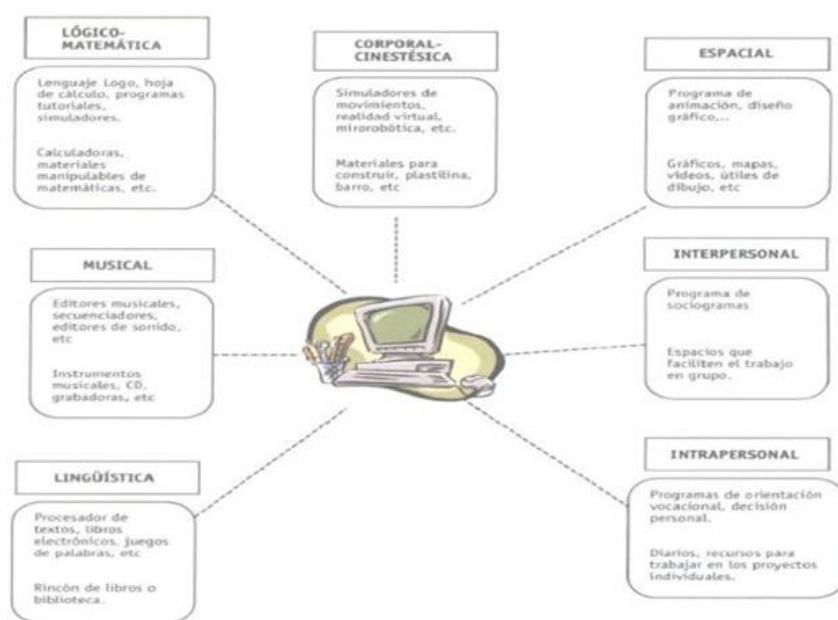 LÓGICO-
MATEMÁTICA
Lenguaje Logo, hoja
de cálculo, programas
tutoriales,
simuladores.
Calculadoras,
materiales
manipulables de
matemáticas, etc.
CORPORAL-
CINESTÉSICA
Simuladores de
movimientos,
realidad virtual,
mirorobótica, etc.
Materiales para
construir, plastilina,
barro, etc
ESPACIAL
Programa de
animación, diseño
gráfico...
Gráficos, mapas,
videos, útiles de
dibujo, etc
MUSICAL
Editores musicales,
secuenciadores,
editores de sonido,
etc
Instrumentos
musicales, CD,
grabadoras, etc
INTERPERSONAL
Programa de
sociogramas
Espacios que
faciliten el trabajo
en grupo.
LINGÜÍSTICA
Procesador de
textos, libros
electrónicos, juegos
de palabras, etc
Rincón de libros o
biblioteca.
INTRAPERSONAL
Programas de orientación
vocacional, decisión
personal.
Diarios, recursos para
trabajar en los proyectos
individuales.